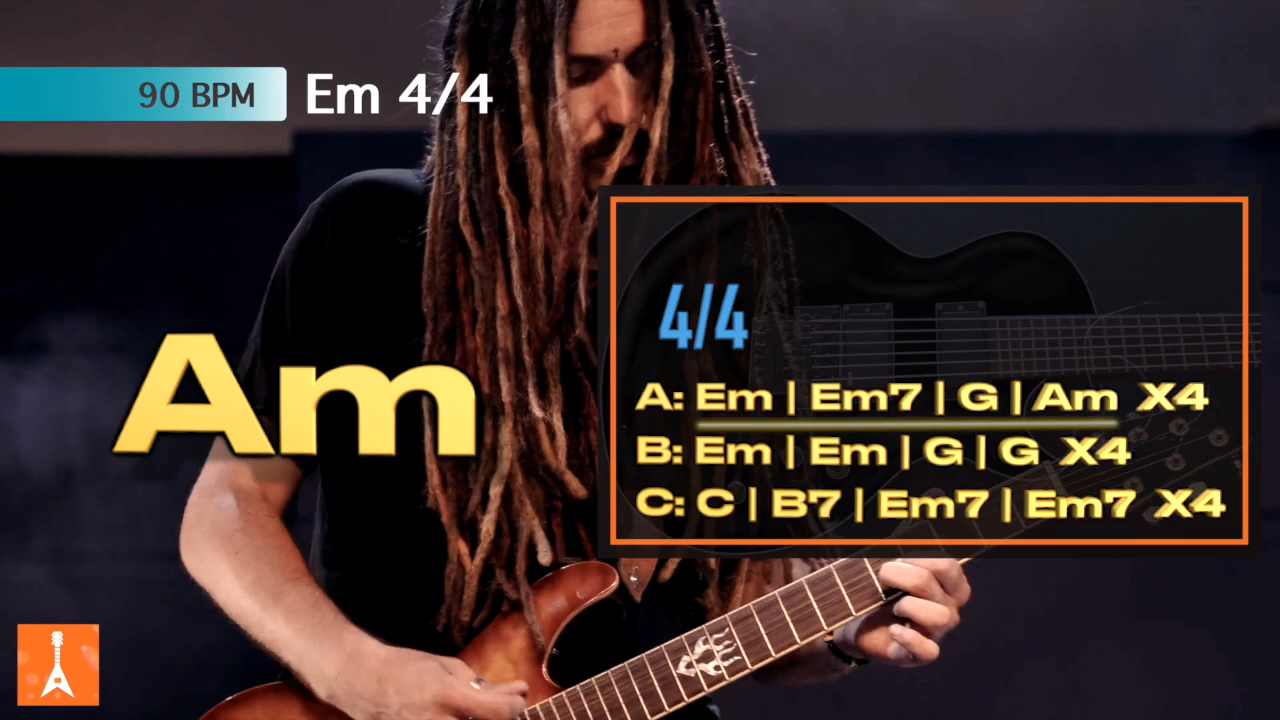 90 BPM Em 4/4
4/4
Am
A: Em | Em7 | G | Am X4
B: Em | Em | G | G X4
C: C | B7 | Em7 | Em7 X4